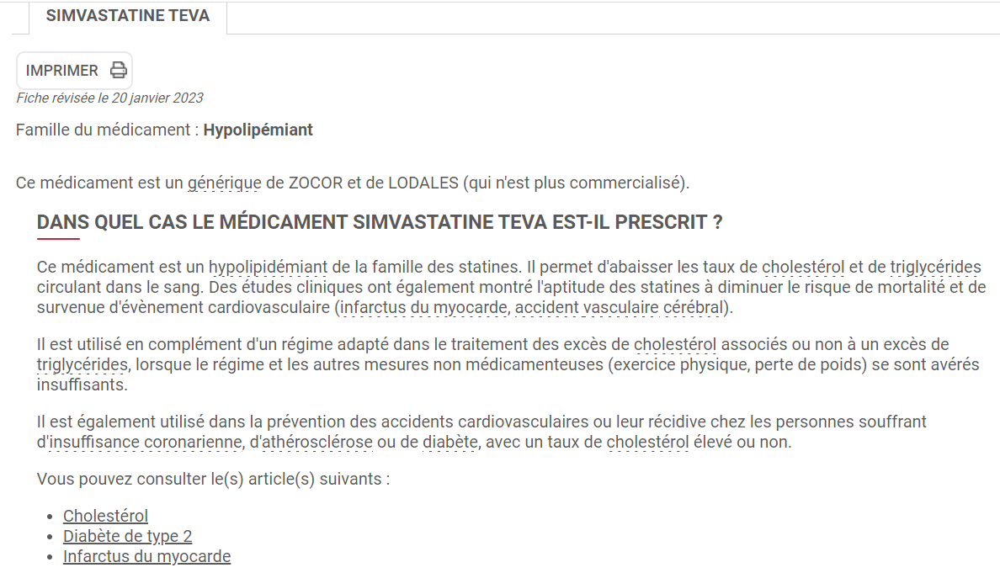 SIMVASTATINE TEVA
IMPRIMER
Fiche révisée le 20 janvier 2023
Famille du médicament : Hypolipémiant
Ce médicament est un générique de ZOCOR et de LODALES (qui n'est plus commercialisé).
DANS QUEL CAS LE MÉDICAMENT SIMVASTATINE TEVA EST-IL PRESCRIT ?
Ce médicament est un hypolipidémiant de la famille des statines. Il permet d'abaisser les taux de cholestérol et de triglycérides
circulant dans le sang. Des études cliniques ont également montré l'aptitude des statines à diminuer le risque de mortalité et de
survenue d'évènement cardiovasculaire (infarctus du myocarde, accident vasculaire cérébral).
Il est utilisé en complément d'un régime adapté dans le traitement des excès de cholestérol associés ou non à un excès de
triglycérides, lorsque le régime et les autres mesures non médicamenteuses (exercice physique, perte de poids) se sont avérés
insuffisants.
Il est également utilisé dans la prévention des accidents cardiovasculaires ou leur récidive chez les personnes souffrant
d'insuffisance coronarienne, d'athérosclérose ou de diabète, avec un taux de cholestérol élevé ou non.
Vous pouvez consulter le(s) article(s) suivants :
• Cholestérol
• Diabète de type 2
• Infarctus du myocarde